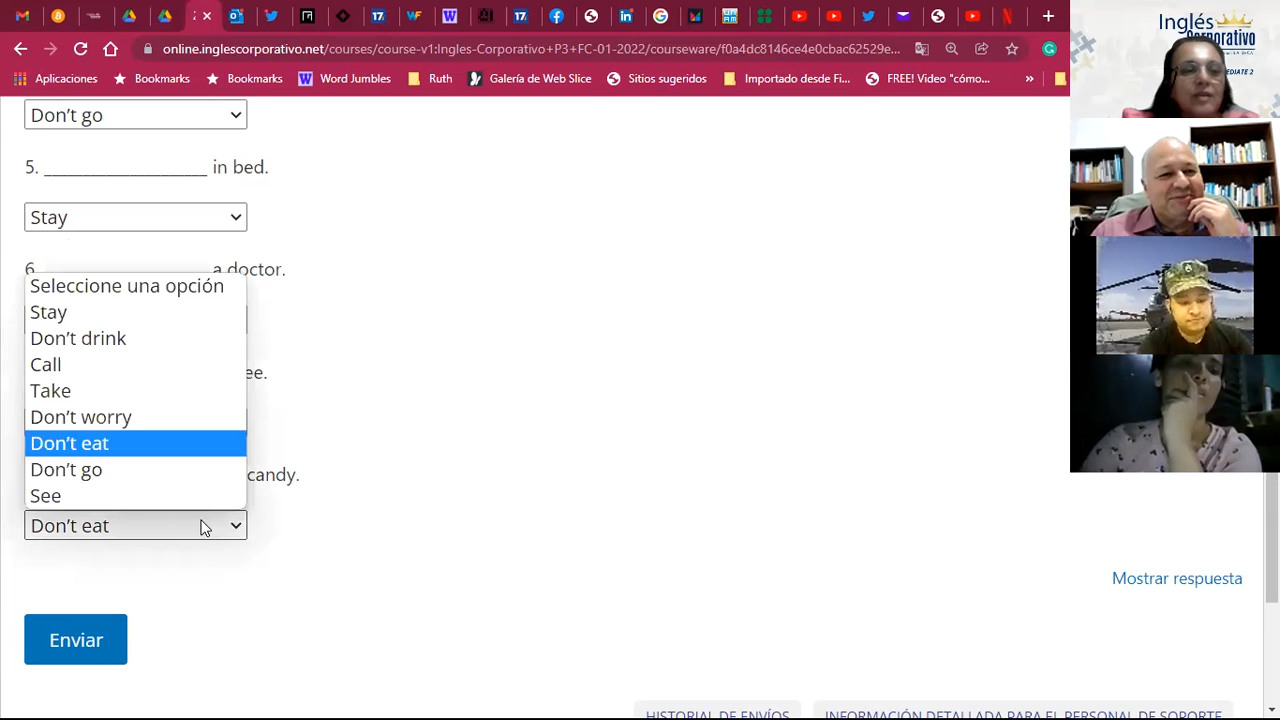 online.inglescorporativo.net/courses/course-v1:Ingles-Corporativo+P3+FC-01-2022/courseware/f0a4dc8146ce4e0cbac62529e...
Aplicaciones Bookmarks Bookmarks Word Jumbles Ruth Galería de Web Slice Sitios sugeridos Importado desde Fi... FREE! Video "cómo... »
Inglés
Corporativo
Don't go
5. ____________________ in bed.
Stay
6. a doctor.
Seleccione una opción
Stay
Don't drink
Call
Take
ee.
Don't worry
Don't eat
Don't go
candy.
See
Don't eat
Mostrar respuesta
Enviar
HISTORIAL DE ENVÍOS INFORMACIÓN DETALLADA PARA EL PERSONAL DE SOPORTE